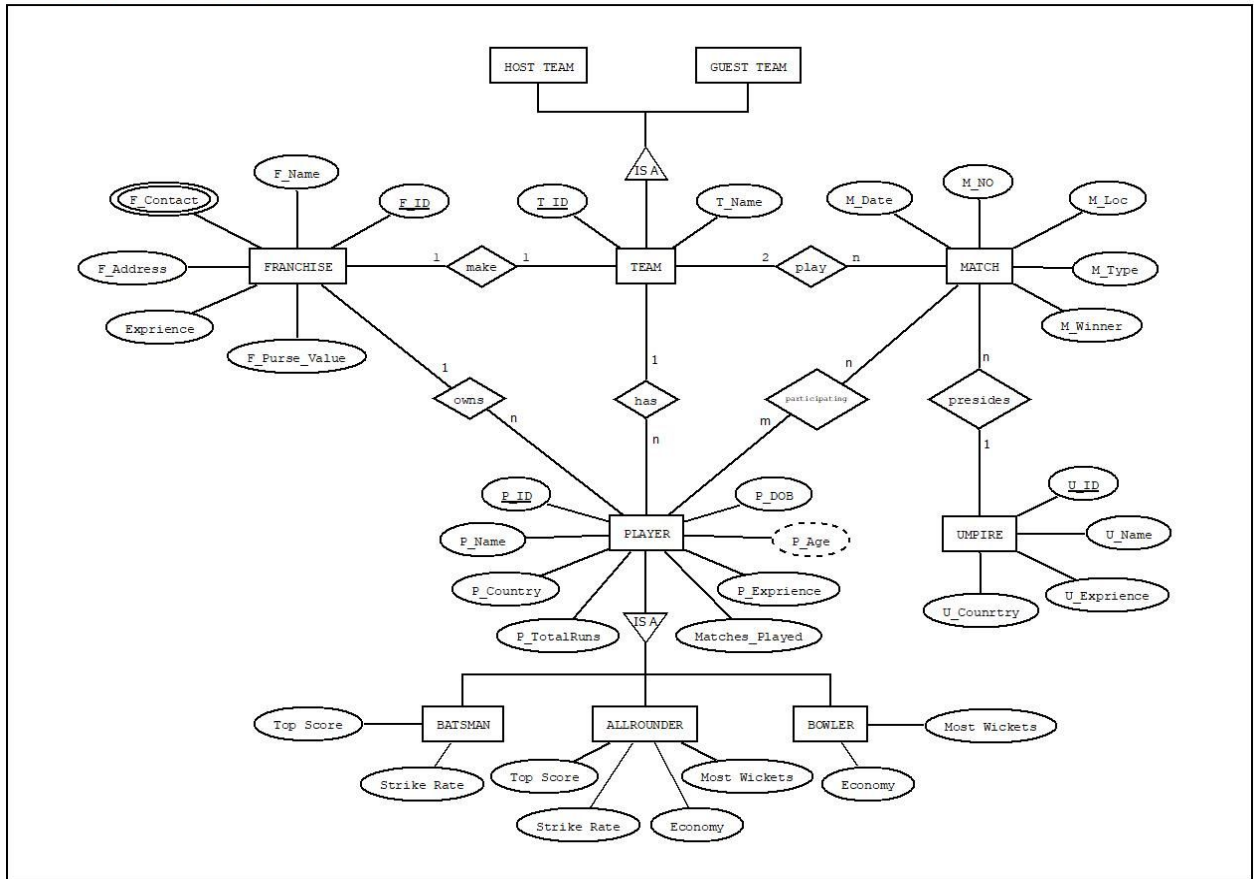 HOST TEAM
GUEST TEAM
IS A
F_Name
M_NO
F_Contact
F_ID
T_ID
T_Name
M_Date
M_Loc
F_Address
FRANCHISE
1
make
1
TEAM
2
play
n
MATCH
M_Type
Exprience
F_Purse_Value
M_Winner
1
owns
n
1
has
n
n
participating
m
n
presides
1
P_ID
P_DOB
U_ID
P_Name
PLAYER
P_Age
UMPIRE
U_Name
P_Country
P_Exprience
U_Exprience
U_Counrtry
P_TotalRuns
IS A
Matches_Played
Top Score
BATSMAN
ALLROUNDER
BOWLER
Most Wickets
Strike Rate
Top Score
Most Wickets
Economy
Strike Rate
Economy